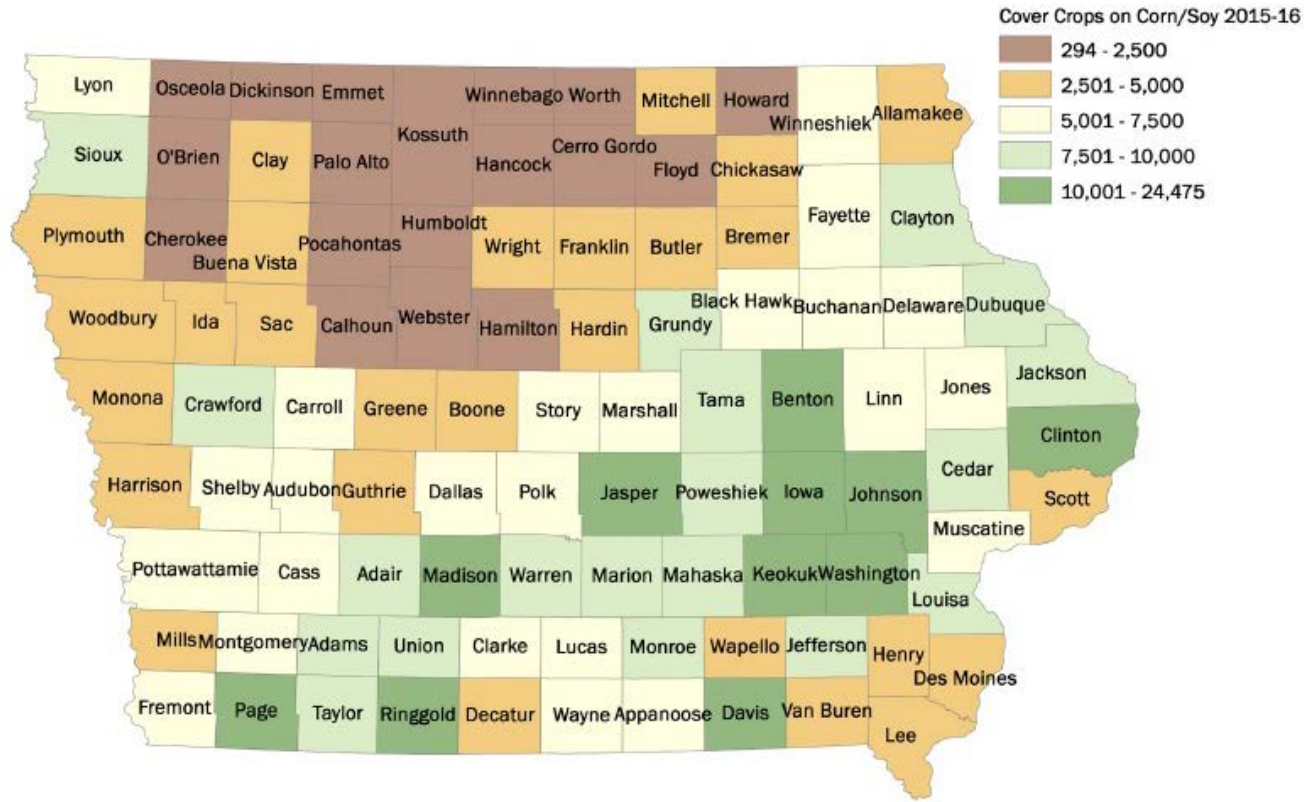 Cover Crops on Corn/Soy 2015-16
294 - 2,500
2,501 - 5,000
5,001 - 7,500
7,501 - 10,000
10,001 - 24,475
Lyon
Osceola
Dickinson
Emmet
Winnebago
Worth
Mitchell
Howard
Winneshiek
Allamakee
Kossuth
Sioux
O'Brien
Clay
Palo Alto
Hancock
Cerro Gordo
Floyd
Chickasaw
Fayette
Clayton
Plymouth
Cherokee
Buena Vista
Pocahontas
Humboldt
Wright
Franklin
Butler
Bremer
Woodbury
Ida
Sac
Calhoun
Webster
Hamilton
Hardin
Grundy
Black Hawk
Buchanan
Delaware
Dubuque
Monona
Crawford
Carroll
Greene
Boone
Story
Marshall
Tama
Benton
Linn
Jones
Jackson
Clinton
Harrison
Shelby
Audubon
Guthrie
Dallas
Polk
Jasper
Poweshiek
Iowa
Johnson
Cedar
Scott
Muscatine
Pottawattamie
Cass
Adair
Madison
Warren
Marion
Mahaska
Keokuk
Washington
Louisa
Mills
Montgomery
Adams
Union
Clarke
Lucas
Monroe
Wapello
Jefferson
Henry
Des Moines
Fremont
Page
Taylor
Ringgold
Decatur
Wayne
Appanoose
Davis
Van Buren
Lee